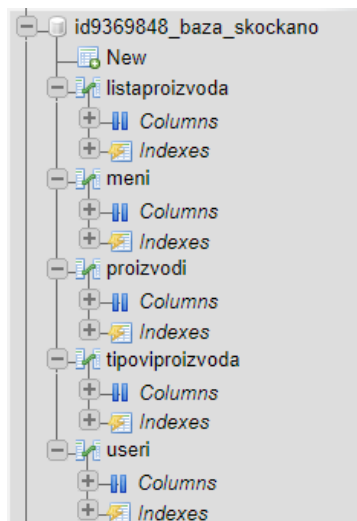 id9369848_baza_skockano
New
listaproizvoda
Columns
Indexes
meni
Columns
Indexes
proizvodi
Columns
Indexes
tipoviproizvoda
Columns
Indexes
useri
Columns
Indexes